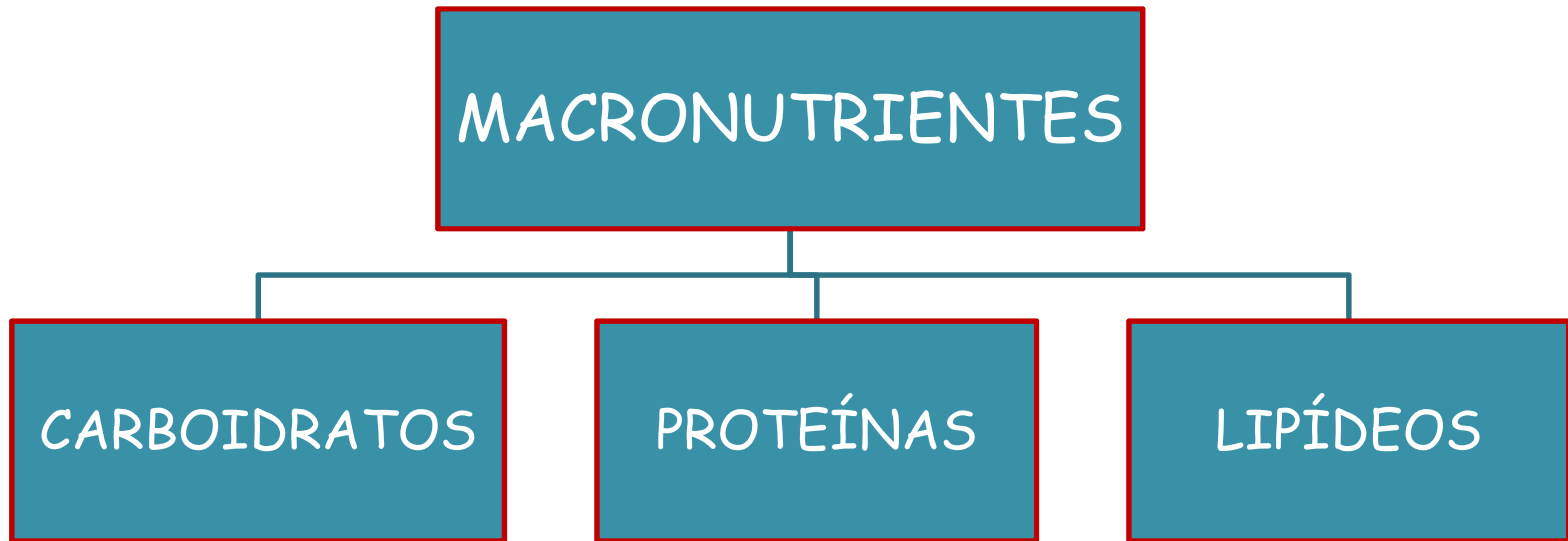 MACRONUTRIENTES
CARBOIDRATOS
PROTEÍNAS
LIPÍDEOS